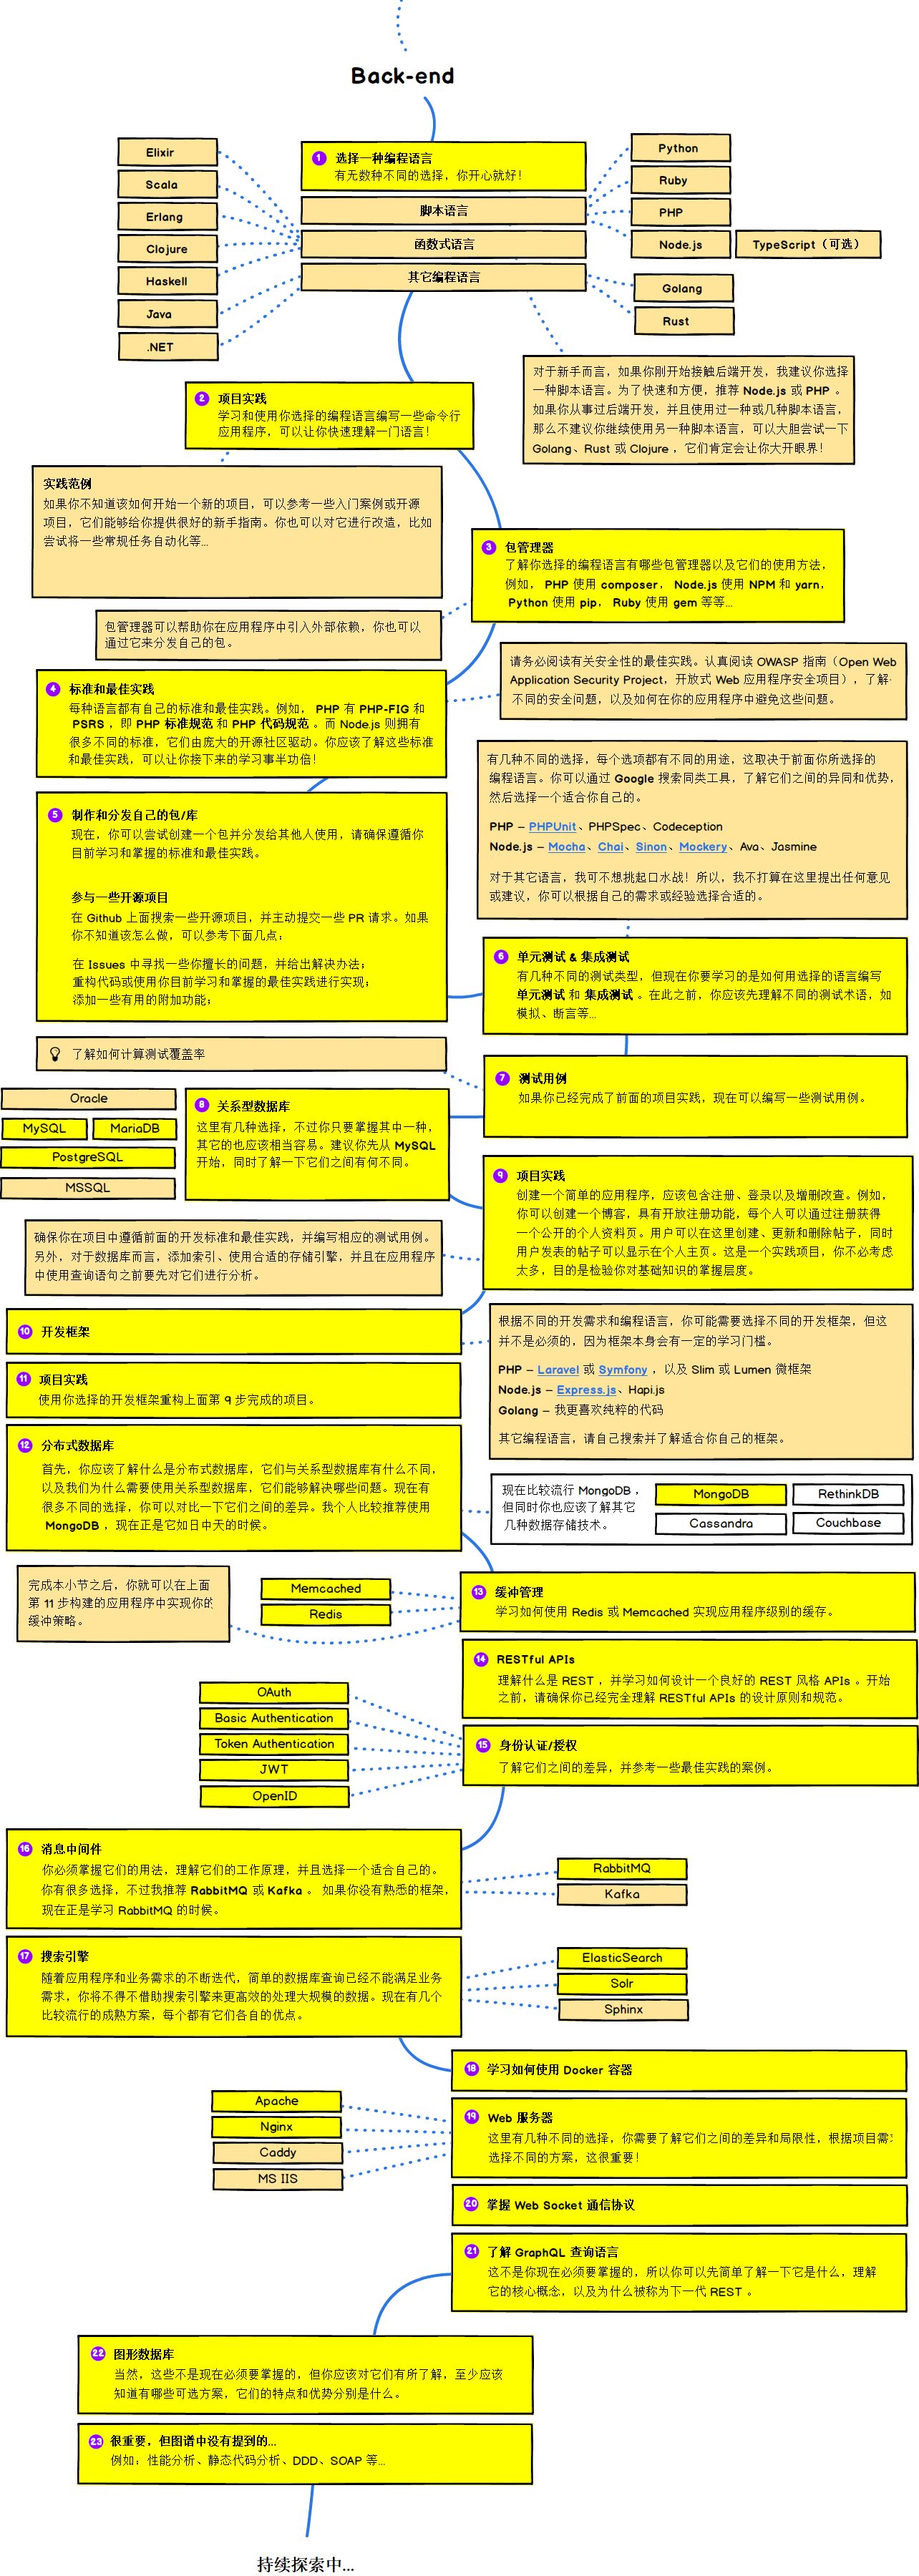 Back-end
Elixir
Scala
Erlang
Clojure
Haskell
Java
.NET
1 选择一种编程语言
有无数种不同的选择，你开心就好！
脚本语言
函数式语言
其它编程语言
Python
Ruby
PHP
Node.js
TypeScript（可选）
Golang
Rust
对于新手而言，如果你刚开始接触后端开发，我建议你选择
一种脚本语言。为了快速和方便，推荐 Node.js 或 PHP 。
如果你从事过后端开发，并且使用过一种或几种脚本语言，
那么不建议你继续使用另一种脚本语言，可以大胆尝试一下
Golang、Rust 或 Clojure ，它们肯定会让你大开眼界！
2 项目实践
学习和使用你选择的编程语言编写一些命令行
应用程序，可以让你快速理解一门语言！
实践范例
如果你不知道该如何开始一个新的项目，可以参考一些入门案例或开源
项目，它们能够给你提供很好的新手指南。你也可以对它进行改造，比如
尝试将一些常规任务自动化等...
3 包管理器
了解你选择的编程语言有哪些包管理器以及它们的使用方法，
例如， PHP 使用 composer， Node.js 使用 NPM 和 yarn，
Python 使用 pip， Ruby 使用 gem 等等...
包管理器可以帮助你在应用程序中引入外部依赖，你也可以
通过它来分发自己的包。
请务必阅读有关安全性的最佳实践。认真阅读 OWASP 指南（Open Web
Application Security Project，开放式 Web 应用程序安全项目），了解
不同的安全问题，以及如何在你的应用程序中避免这些问题。
4 标准和最佳实践
每种语言都有自己的标准和最佳实践。例如， PHP 有 PHP-FIG 和
PSRS ，即 PHP 标准规范 和 PHP 代码规范 。而 Node.js 则拥有
很多不同的标准，它们由庞大的开源社区驱动。你应该了解这些标准
和最佳实践，可以让你接下来的学习事半功倍！
有几种不同的选择，每个选项都有不同的用途，这取决于前面你所选择的
编程语言。你可以通过 Google 搜索同类工具，了解它们之间的异同和优势，
然后选择一个适合你自己的。
PHP – PHPUnit、PHPSpec、Codeception
Node.js – Mocha、Chai、Sinon、Mockery、Ava、Jasmine
对于其它语言，我可不想挑起口水战！所以，我不打算在这里提出任何意见
或建议，你可以根据自己的需求或经验选择合适的。
5 制作和分发自己的包/库
现在，你可以尝试创建一个包并分发给其他人使用，请确保遵循你
目前学习和掌握的标准和最佳实践。
参与一些开源项目
在 Github 上面搜索一些开源项目，并主动提交一些 PR 请求。如果
你不知道该怎么做，可以参考下面几点：
在 Issues 中寻找一些你擅长的问题，并给出解决办法；
重构代码或使用你目前学习和掌握的最佳实践进行实现；
添加一些有用的附加功能；
6 单元测试 & 集成测试
有几种不同的测试类型，但现在你要学习的是如何用选择的语言编写
单元测试 和 集成测试 。在此之前，你应该先理解不同的测试术语，如
模拟、断言等...
了解如何计算测试覆盖率
7 测试用例
如果你已经完成了前面的项目实践，现在可以编写一些测试用例。
Oracle
MySQL
MariaDB
PostgreSQL
MSSQL
8 关系型数据库
这里有几种选择，不过你只要掌握其中一种，
其它的也应该相当容易。建议你先从 MySQL
开始，同时了解一下它们之间有何不同。
9 项目实践
创建一个简单的应用程序，应该包含注册、登录以及增删改查。例如，
你可以创建一个博客，具有开放注册功能，每个人可以通过注册获得
一个公开的个人资料页。用户可以在这里创建、更新和删除帖子，同时
用户发表的帖子可以显示在个人主页。这是一个实践项目，你不必考虑
太多，目的是检验你对基础知识的掌握层度。
确保你在项目中遵循前面的开发标准和最佳实践，并编写相应的测试用例。
另外，对于数据库而言，添加索引、使用合适的存储引擎，并且在应用程序
中使用查询语句之前要先对它们进行分析。
10 开发框架
根据不同的开发需求和编程语言，你可能需要选择不同的开发框架，但这
并不是必须的，因为框架本身会有一定的学习门槛。
PHP – Laravel 或 Symfony ，以及 Slim 或 Lumen 微框架
Node.js – Express.js、Hapi.js
Golang – 我更喜欢纯粹的代码
其它编程语言，请自己搜索并了解适合你自己的框架。
11 项目实践
使用你选择的开发框架重构上面第 9 步完成的项目。
12 分布式数据库
首先，你应该了解什么是分布式数据库，它们与关系型数据库有什么不同，
以及我们为什么需要使用关系型数据库，它们能够解决哪些问题。现在有
很多不同的选择，你可以对比一下它们之间的差异。我个人比较推荐使用
MongoDB ，现在正是它如日中天的时候。
现在比较流行 MongoDB ，
但同时你也应该了解其它
几种数据存储技术。
MongoDB
RethinkDB
Cassandra
Couchbase
完成本小节之后，你就可以在上面
第 11 步构建的应用程序中实现你的
缓冲策略。
Memcached
Redis
13 缓冲管理
学习如何使用 Redis 或 Memcached 实现应用程序级别的缓存。
14 RESTful APIs
理解什么是 REST ，并学习如何设计一个良好的 REST 风格 APIs 。开始
之前，请确保你已经完全理解 RESTful APIs 的设计原则和规范。
OAuth
Basic Authentication
Token Authentication
JWT
OpenID
15 身份认证/授权
了解它们之间的差异，并参考一些最佳实践的案例。
16 消息中间件
你必须掌握它们的用法，理解它们的工作原理，并且选择一个适合自己的。
你有很多选择，不过我推荐 RabbitMQ 或 Kafka 。 如果你没有熟悉的框架，
现在正是学习 RabbitMQ 的时候。
RabbitMQ
Kafka
17 搜索引擎
随着应用程序和业务需求的不断迭代，简单的数据库查询已经不能满足业务
需求，你将不得不借助搜索引擎来更高效的处理大规模的数据。现在有几个
比较流行的成熟方案，每个都有它们各自的优点。
ElasticSearch
Solr
Sphinx
18 学习如何使用 Docker 容器
Apache
Nginx
Caddy
MS IIS
19 Web 服务器
这里有几种不同的选择，你需要了解它们之间的差异和局限性，根据项目需
选择不同的方案，这很重要！
20 掌握 Web Socket 通信协议
21 了解 GraphQL 查询语言
这不是你现在必须要掌握的，所以你可以先简单了解一下它是什么，理解
它的核心概念，以及为什么被称为下一代 REST 。
22 图形数据库
当然，这些不是现在必须要掌握的，但你应该对它们有所了解，至少应该
知道有哪些可选方案，它们的特点和优势分别是什么。
23 很重要，但图谱中没有提到的...
例如：性能分析、静态代码分析、DDD、SOAP 等...
持续探索中...